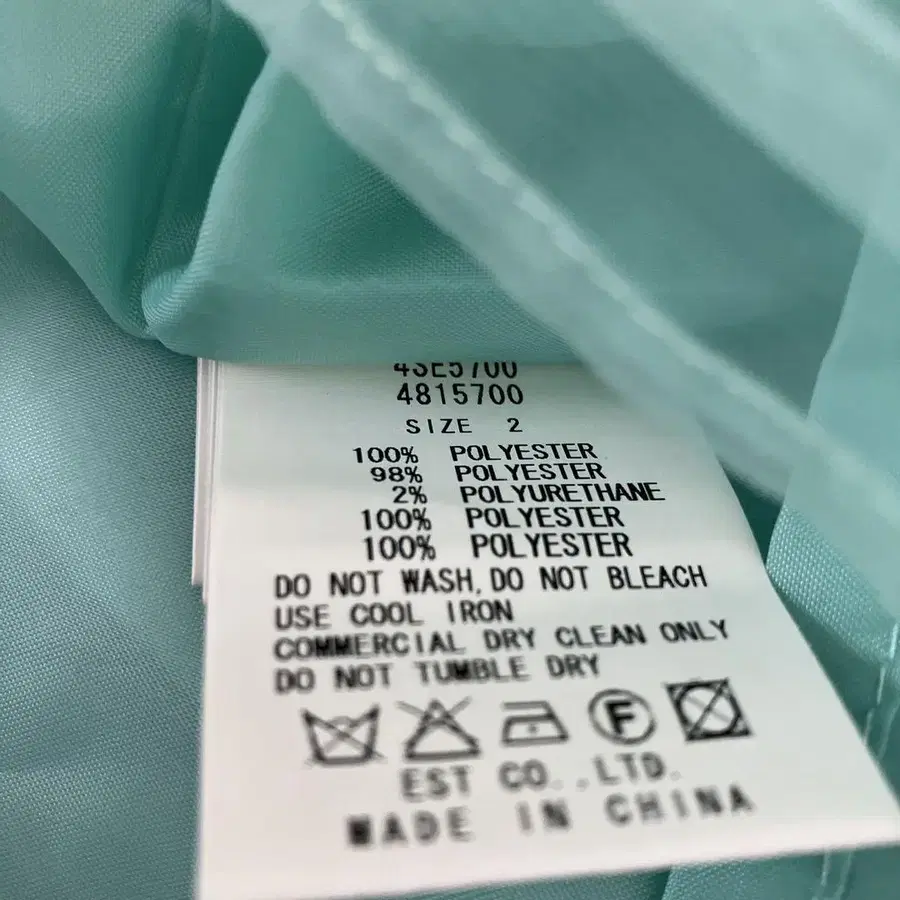 4SE5700
4815700
SIZE 2
100% POLYESTER
98% POLYESTER
2% POLYURETHANE
100% POLYESTER
100% POLYESTER
DO NOT WASH, DO NOT BLEACH
USE COOL IRON
COMMERCIAL DRY CLEAN ONLY
DO NOT TUMBLE DRY
F
EST CO.,LTD.
MADE IN CHINA